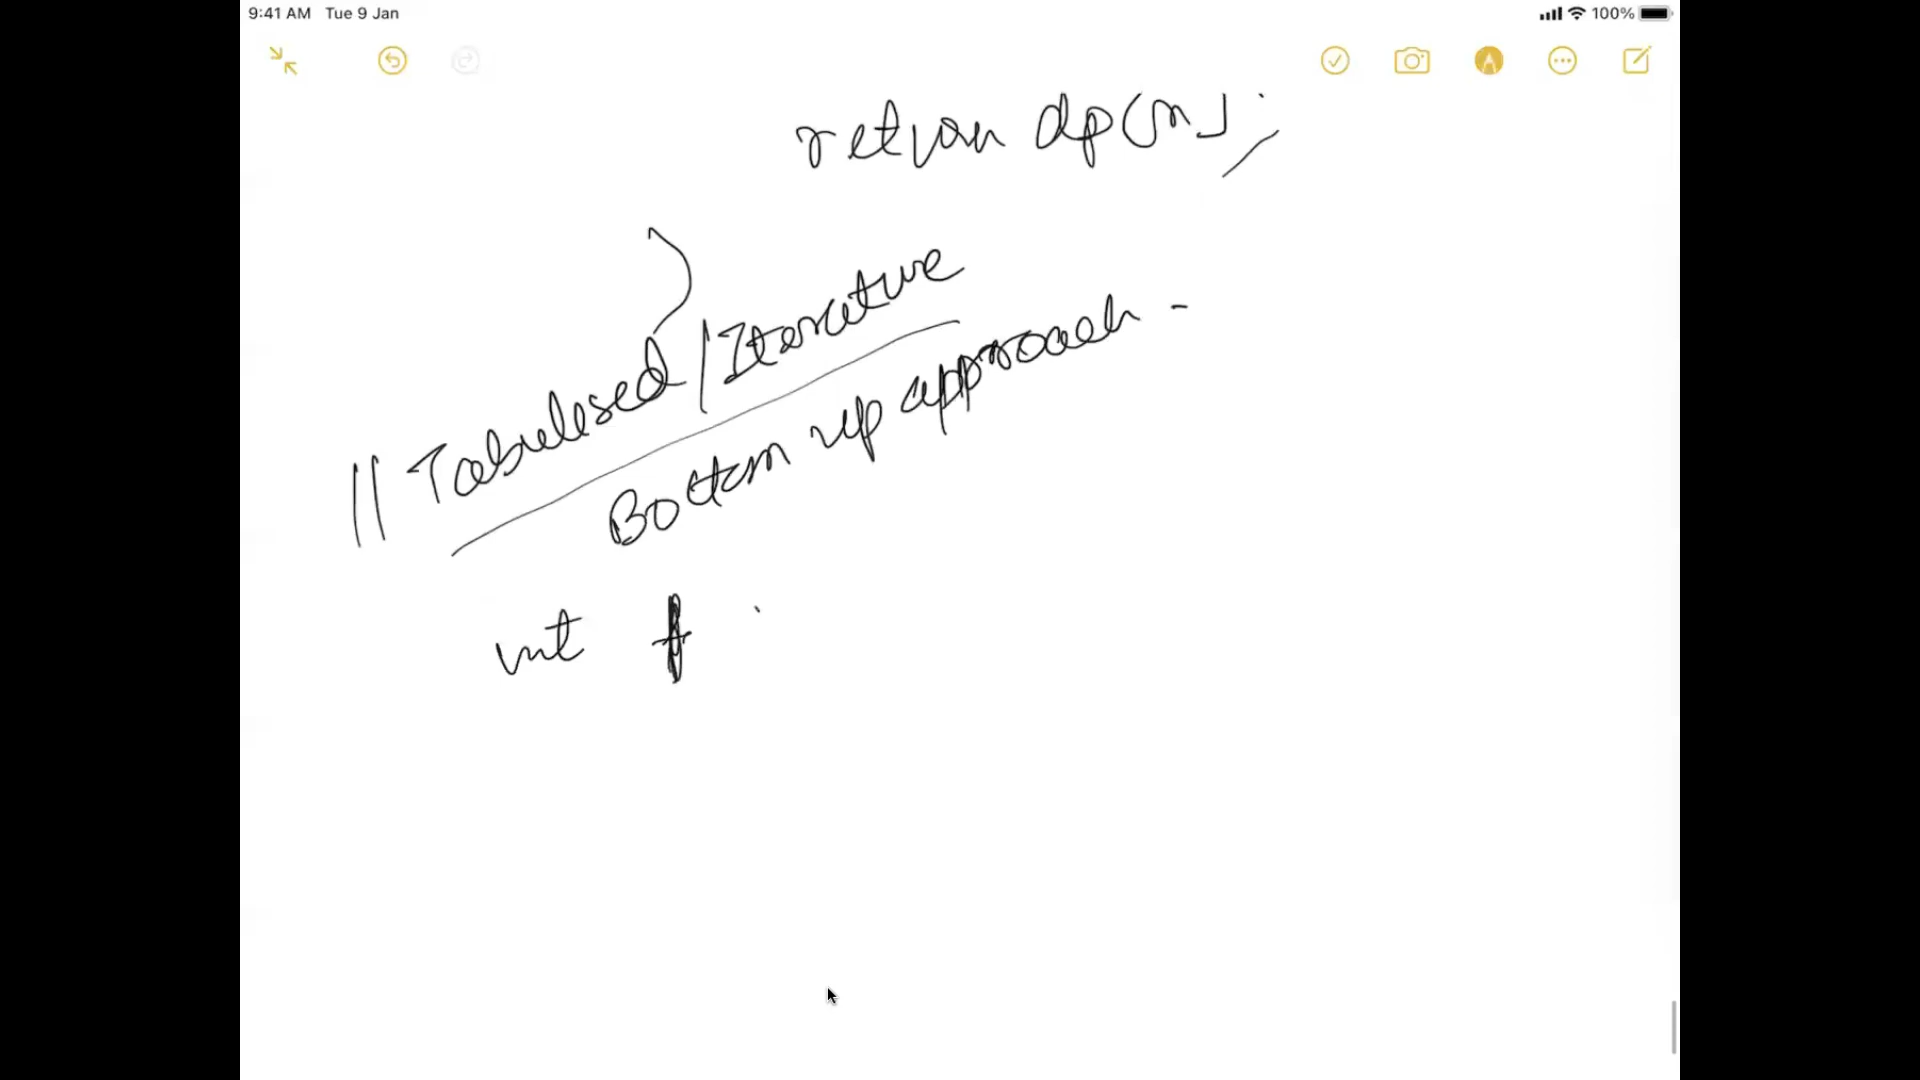 9:41 AM Tue 9 Jan
100%
return dp[n];
}
// Tabulised / Iterative
Bottom up approach -
int f